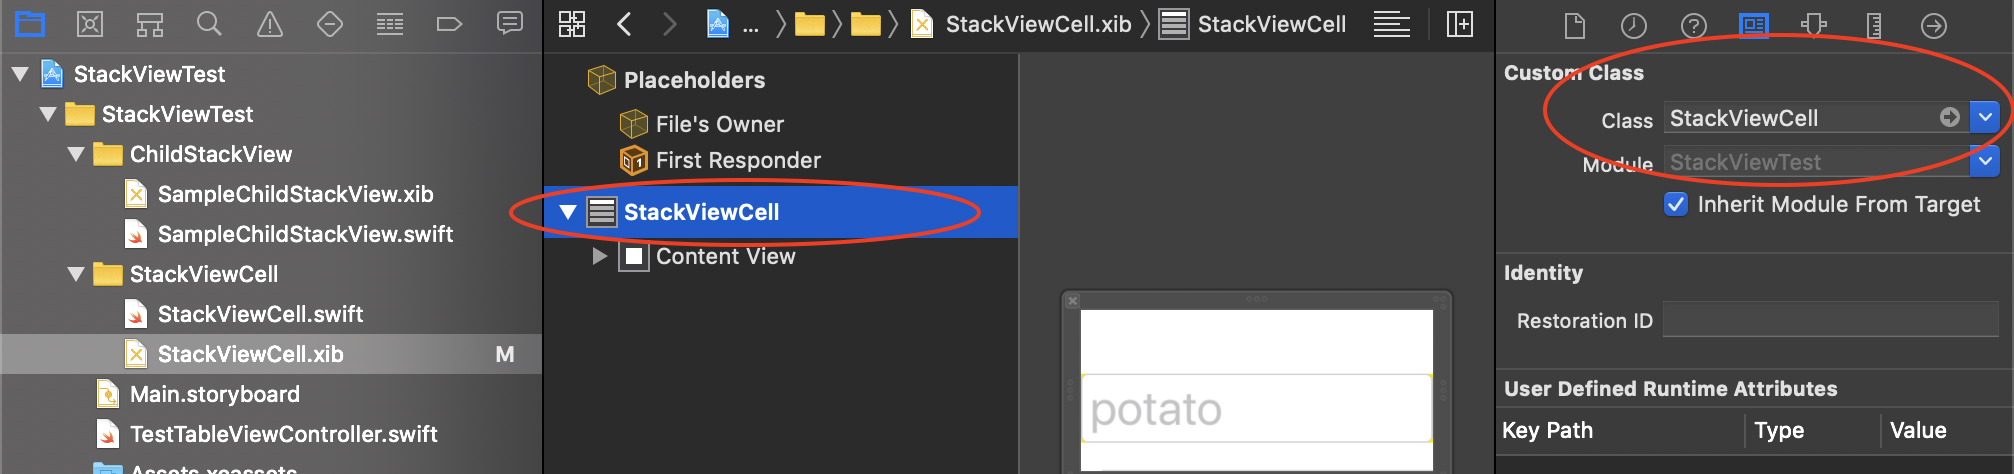 StackViewTest
StackViewTest
ChildStackView
SampleChildStackView.xib
SampleChildStackView.swift
StackViewCell
StackViewCell.swift
StackViewCell.xib M
Main.storyboard
TestTableViewController.swift
Assets.xcassets
... StackViewCell.xib StackViewCell
Placeholders
File's Owner
First Responder
StackViewCell
Content View
potato
Custom Class
Class StackViewCell
Module StackViewTest
Inherit Module From Target
Identity
Restoration ID
User Defined Runtime Attributes
Key Path Type Value